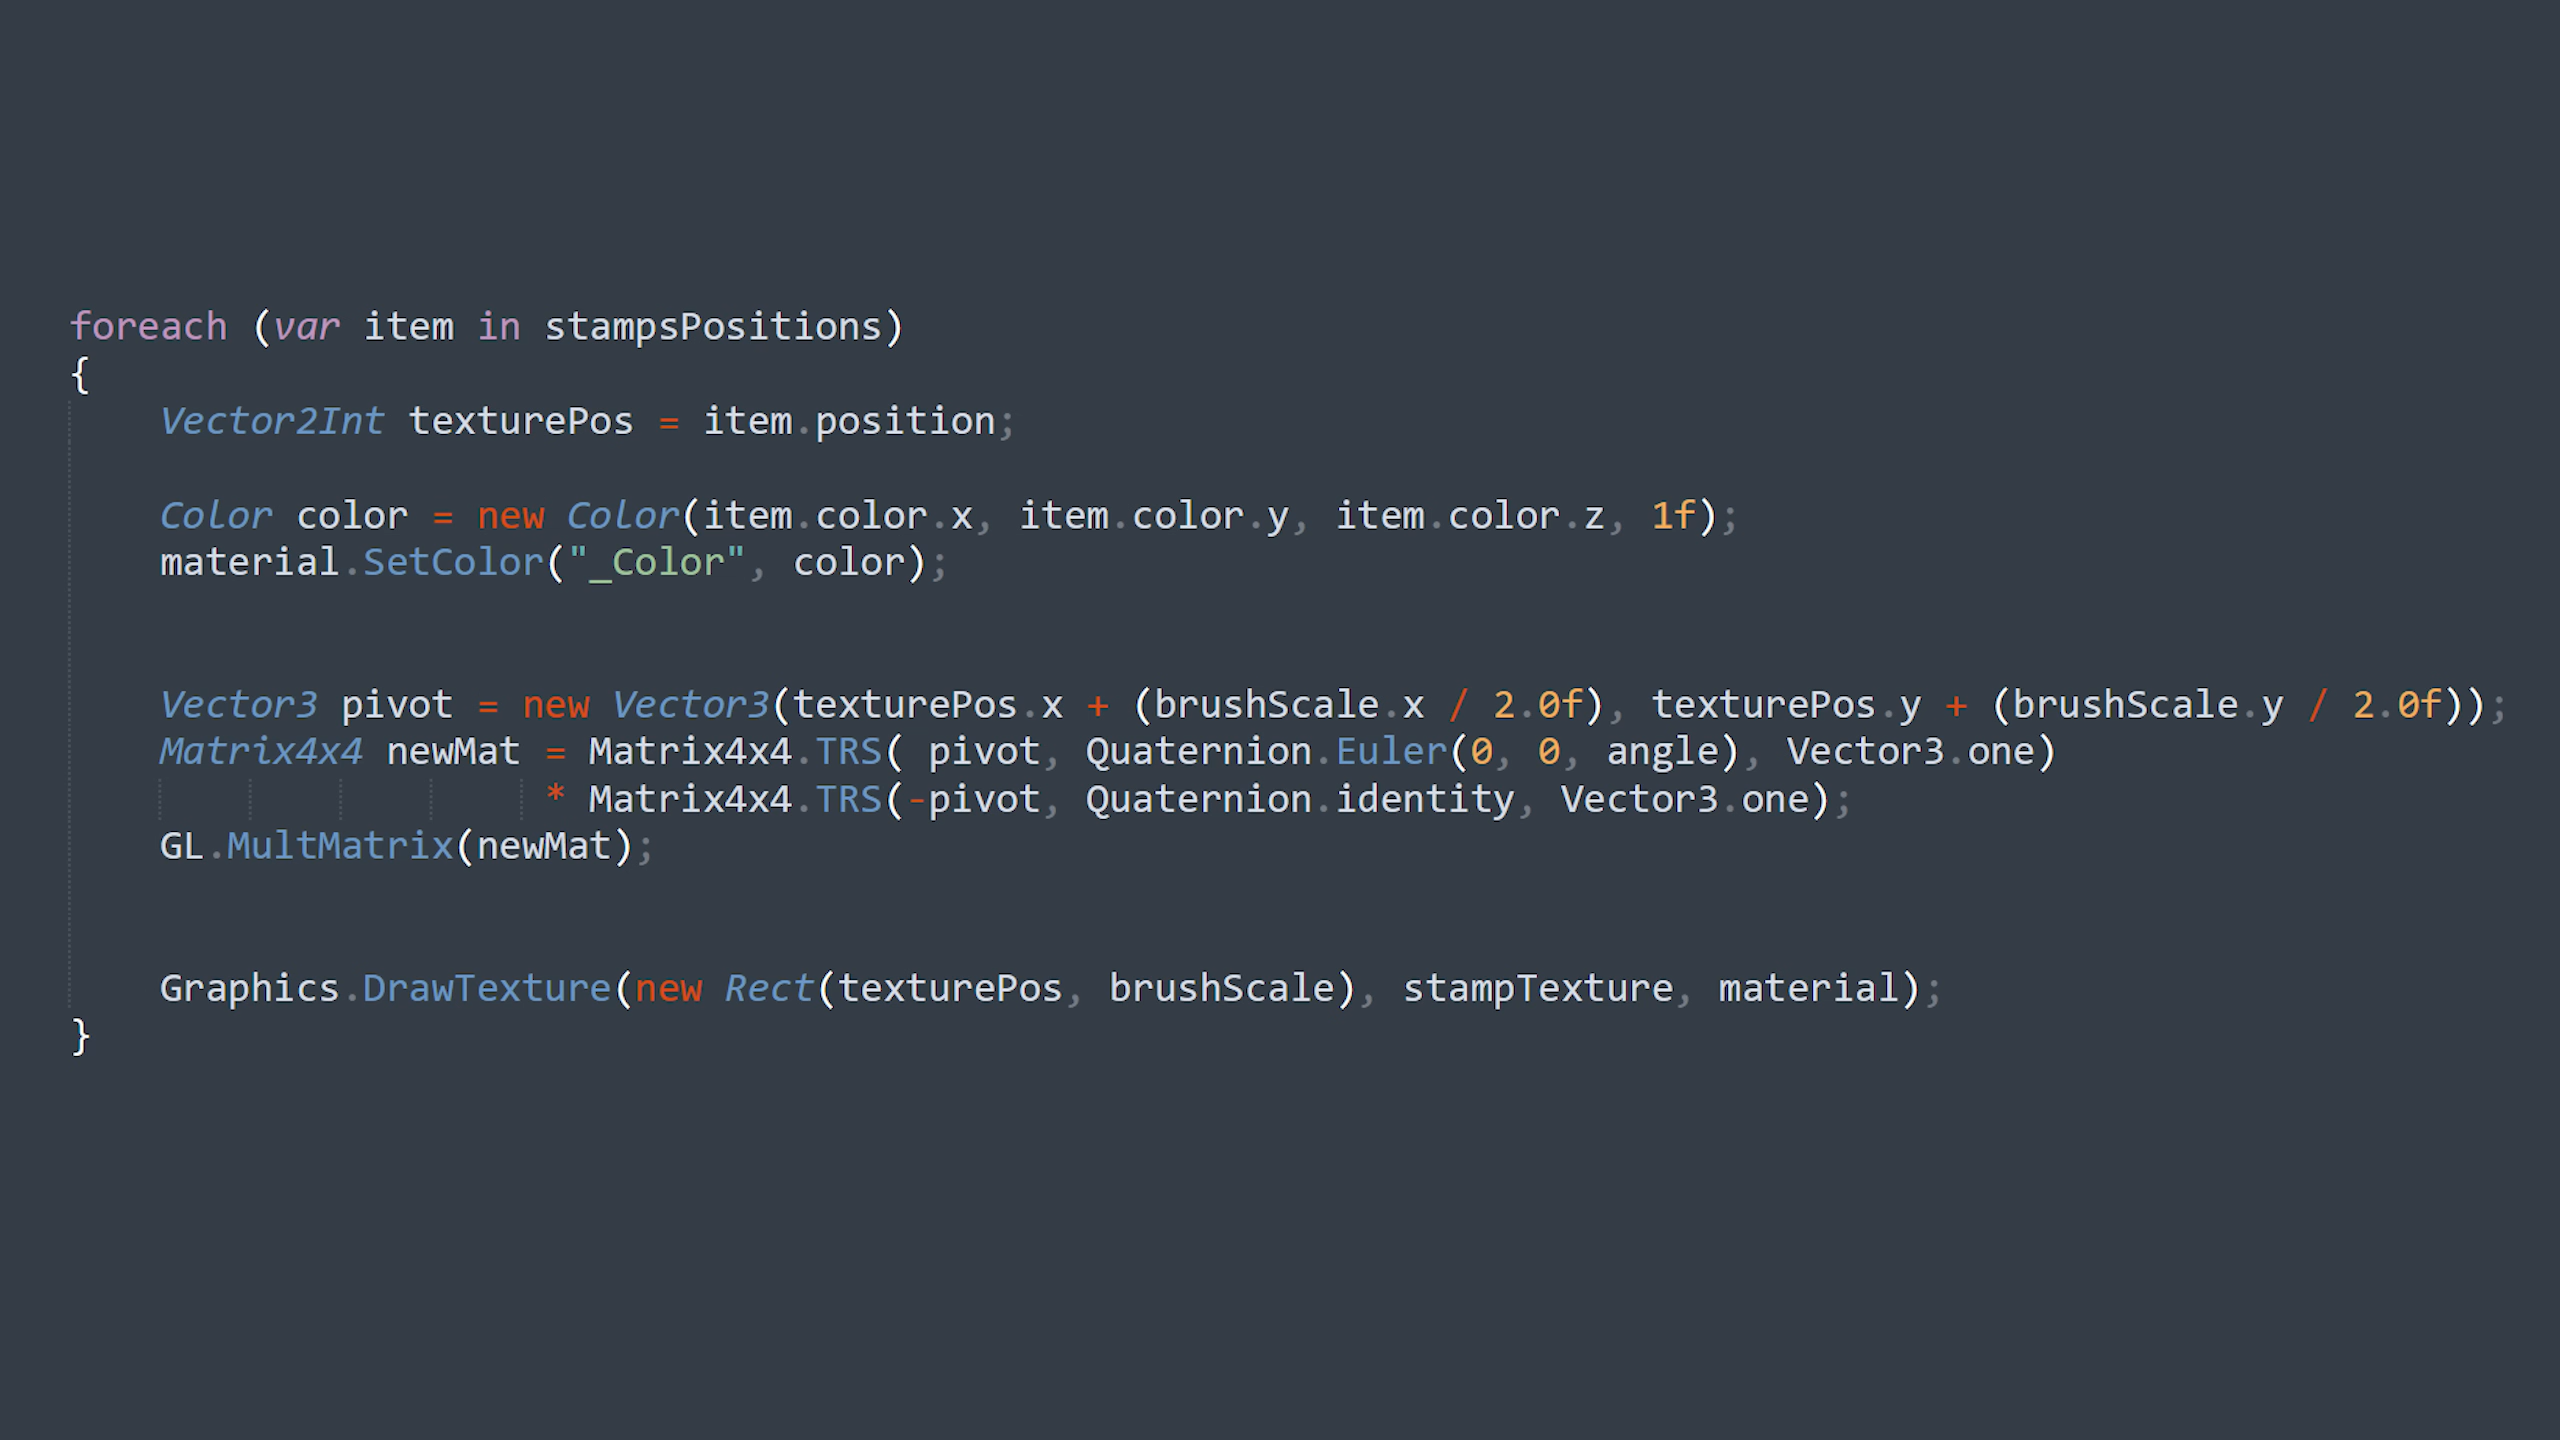 foreach (var item in stampsPositions)
{
Vector2Int texturePos = item.position;
Color color = new Color(item.color.x, item.color.y, item.color.z, 1f);
material.SetColor("_Color", color);
Vector3 pivot = new Vector3(texturePos.x + (brushScale.x / 2.0f), texturePos.y + (brushScale.y / 2.0f));
Matrix4x4 newMat = Matrix4x4.TRS( pivot, Quaternion.Euler(0, 0, angle), Vector3.one)
* Matrix4x4.TRS(-pivot, Quaternion.identity, Vector3.one);
GL.MultMatrix(newMat);
Graphics.DrawTexture(new Rect(texturePos, brushScale), stampTexture, material);
}